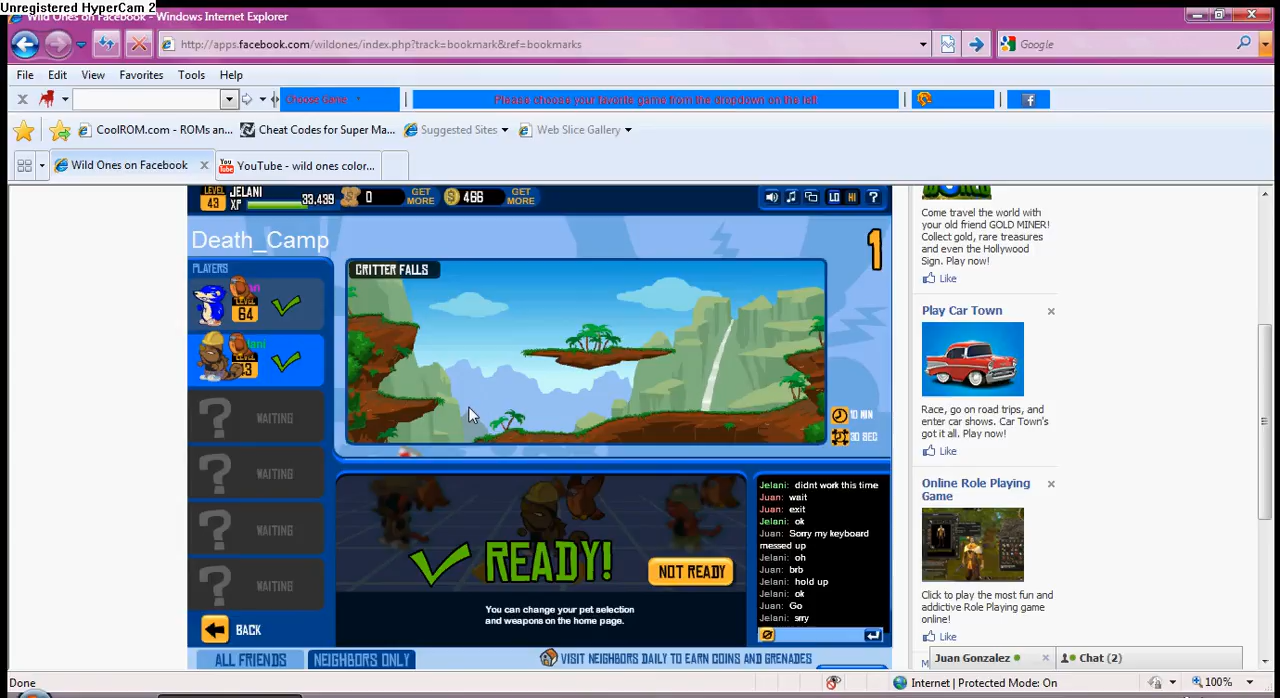 Unregistered HyperCam 2
Wild Ones on Facebook - Windows Internet Explorer
http://apps.facebook.com/wildones/index.php?track=bookmark&ref=bookmarks
Google
File Edit View Favorites Tools Help
Choose Game
Please choose your favorite game from the dropdown on the left
CoolROM.com - ROMs an...
Cheat Codes for Super Ma...
Suggested Sites
Web Slice Gallery
Wild Ones on Facebook
YouTube - wild ones color...
LEVEL 43
JELANI
XP 33,439
0
GET MORE
466
GET MORE
LO HI ?
Death_Camp
1
PLAYERS
LEVEL 64
LEVEL
WAITING
WAITING
WAITING
WAITING
BACK
CRITTER FALLS
10 MIN
30 SEC
READY!
NOT READY
You can change your pet selection
and weapons on the home page.
Jelani: didnt work this time
Juan: wait
Juan: exit
Jelani: ok
Juan: Sorry my keyboard
messed up
Jelani: oh
Juan: brb
Jelani: hold up
Jelani: ok
Juan: Go
Jelani: srry
ALL FRIENDS
NEIGHBORS ONLY
VISIT NEIGHBORS DAILY TO EARN COINS AND GRENADES
Come travel the world with
your old friend GOLD MINER!
Collect gold, rare treasures
and even the Hollywood
Sign. Play now!
Like
Play Car Town
Race, go on road trips, and
enter car shows. Car Town's
got it all. Play now!
Like
Online Role Playing
Game
Click to play the most fun and
addictive Role Playing game
online!
Like
Juan Gonzalez
Chat (2)
Done
Internet | Protected Mode: On
100%